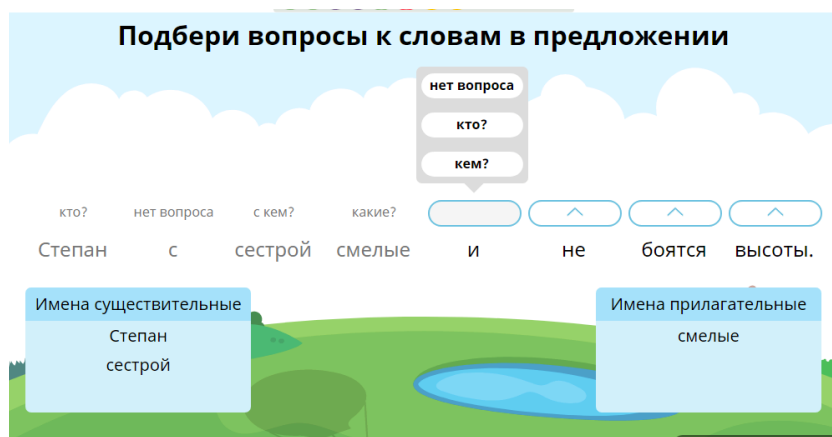 Подбери вопросы к словам в предложении
нет вопроса
кто?
кем?
кто? нет вопроса с кем? какие?
Степан с сестрой смелые и не боятся высоты.
Имена существительные
Степан
сестрой
Имена прилагательные
смелые